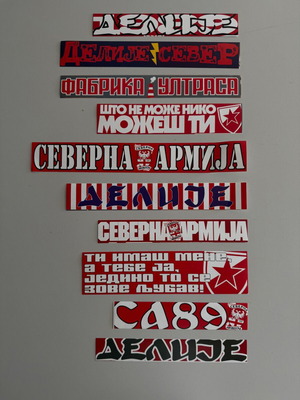 ДЕЛИЈЕ
ДЕЛИЈЕ СЕВЕР
ФАБРИКА УЛТРАСА
ШТО НЕ МОЖЕ НИКО
МОЖЕШ ТИ
СЕВЕРНА АРМИЈА
ДЕЛИЈЕ
СЕВЕРНА АРМИЈА
ТИ ИМАШ МЕНЕ
А ТЕБЕ ЈА,
ЈЕДИНО ТО СЕ
ЗОВЕ ЉУБАВ!
СА89
ДЕЛИЈЕ